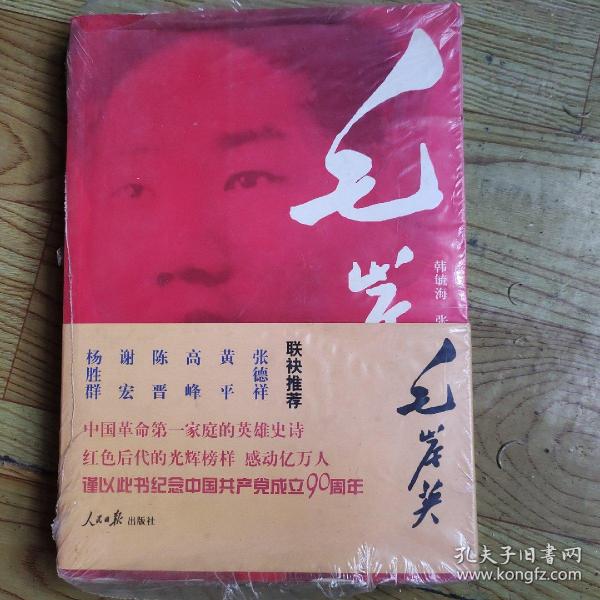 毛岸
韩毓海 张
毛岸英
联袂推荐
张德祥
黄平
高峰
陈晋
谢宏
杨胜群
中国革命第一家庭的英雄史诗
红色后代的光辉榜样 感动亿万人
谨以此书纪念中国共产党成立90周年
人民日报出版社
孔夫子旧书网
www.kongfz.com